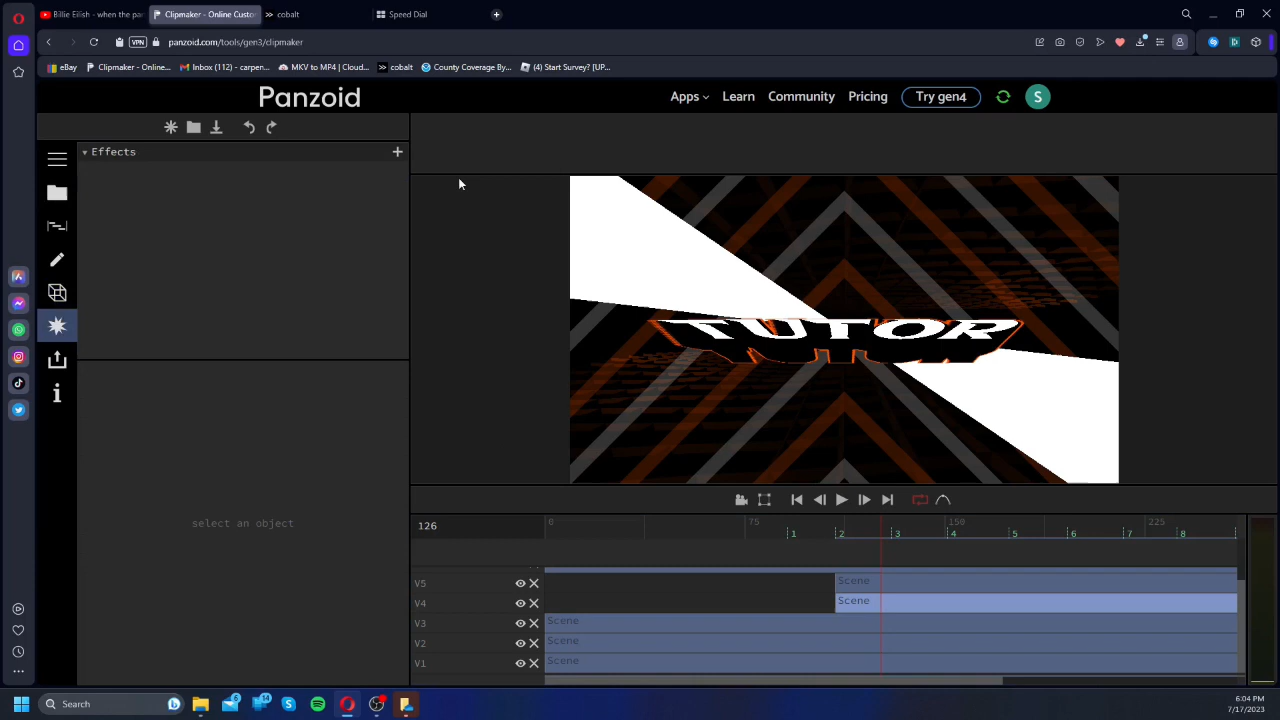 Billie Eilish - when the pa
Clipmaker - Online Custo
cobalt
Speed Dial
VPN
panzoid.com/tools/gen3/clipmaker
eBay
Clipmaker - Online...
Inbox (112) - carpen...
MKV to MP4 | Cloud...
cobalt
County Coverage By...
(4) Start Survey? [UP...
Panzoid
Apps
Learn
Community
Pricing
Try gen4
S
Effects
TUTOR
select an object
126
0
75
150
225
1
2
3
4
5
6
7
8
V5
Scene
V4
Scene
V3
Scene
V2
Scene
V1
Scene
Search
6
14
6:04 PM
7/17/2023